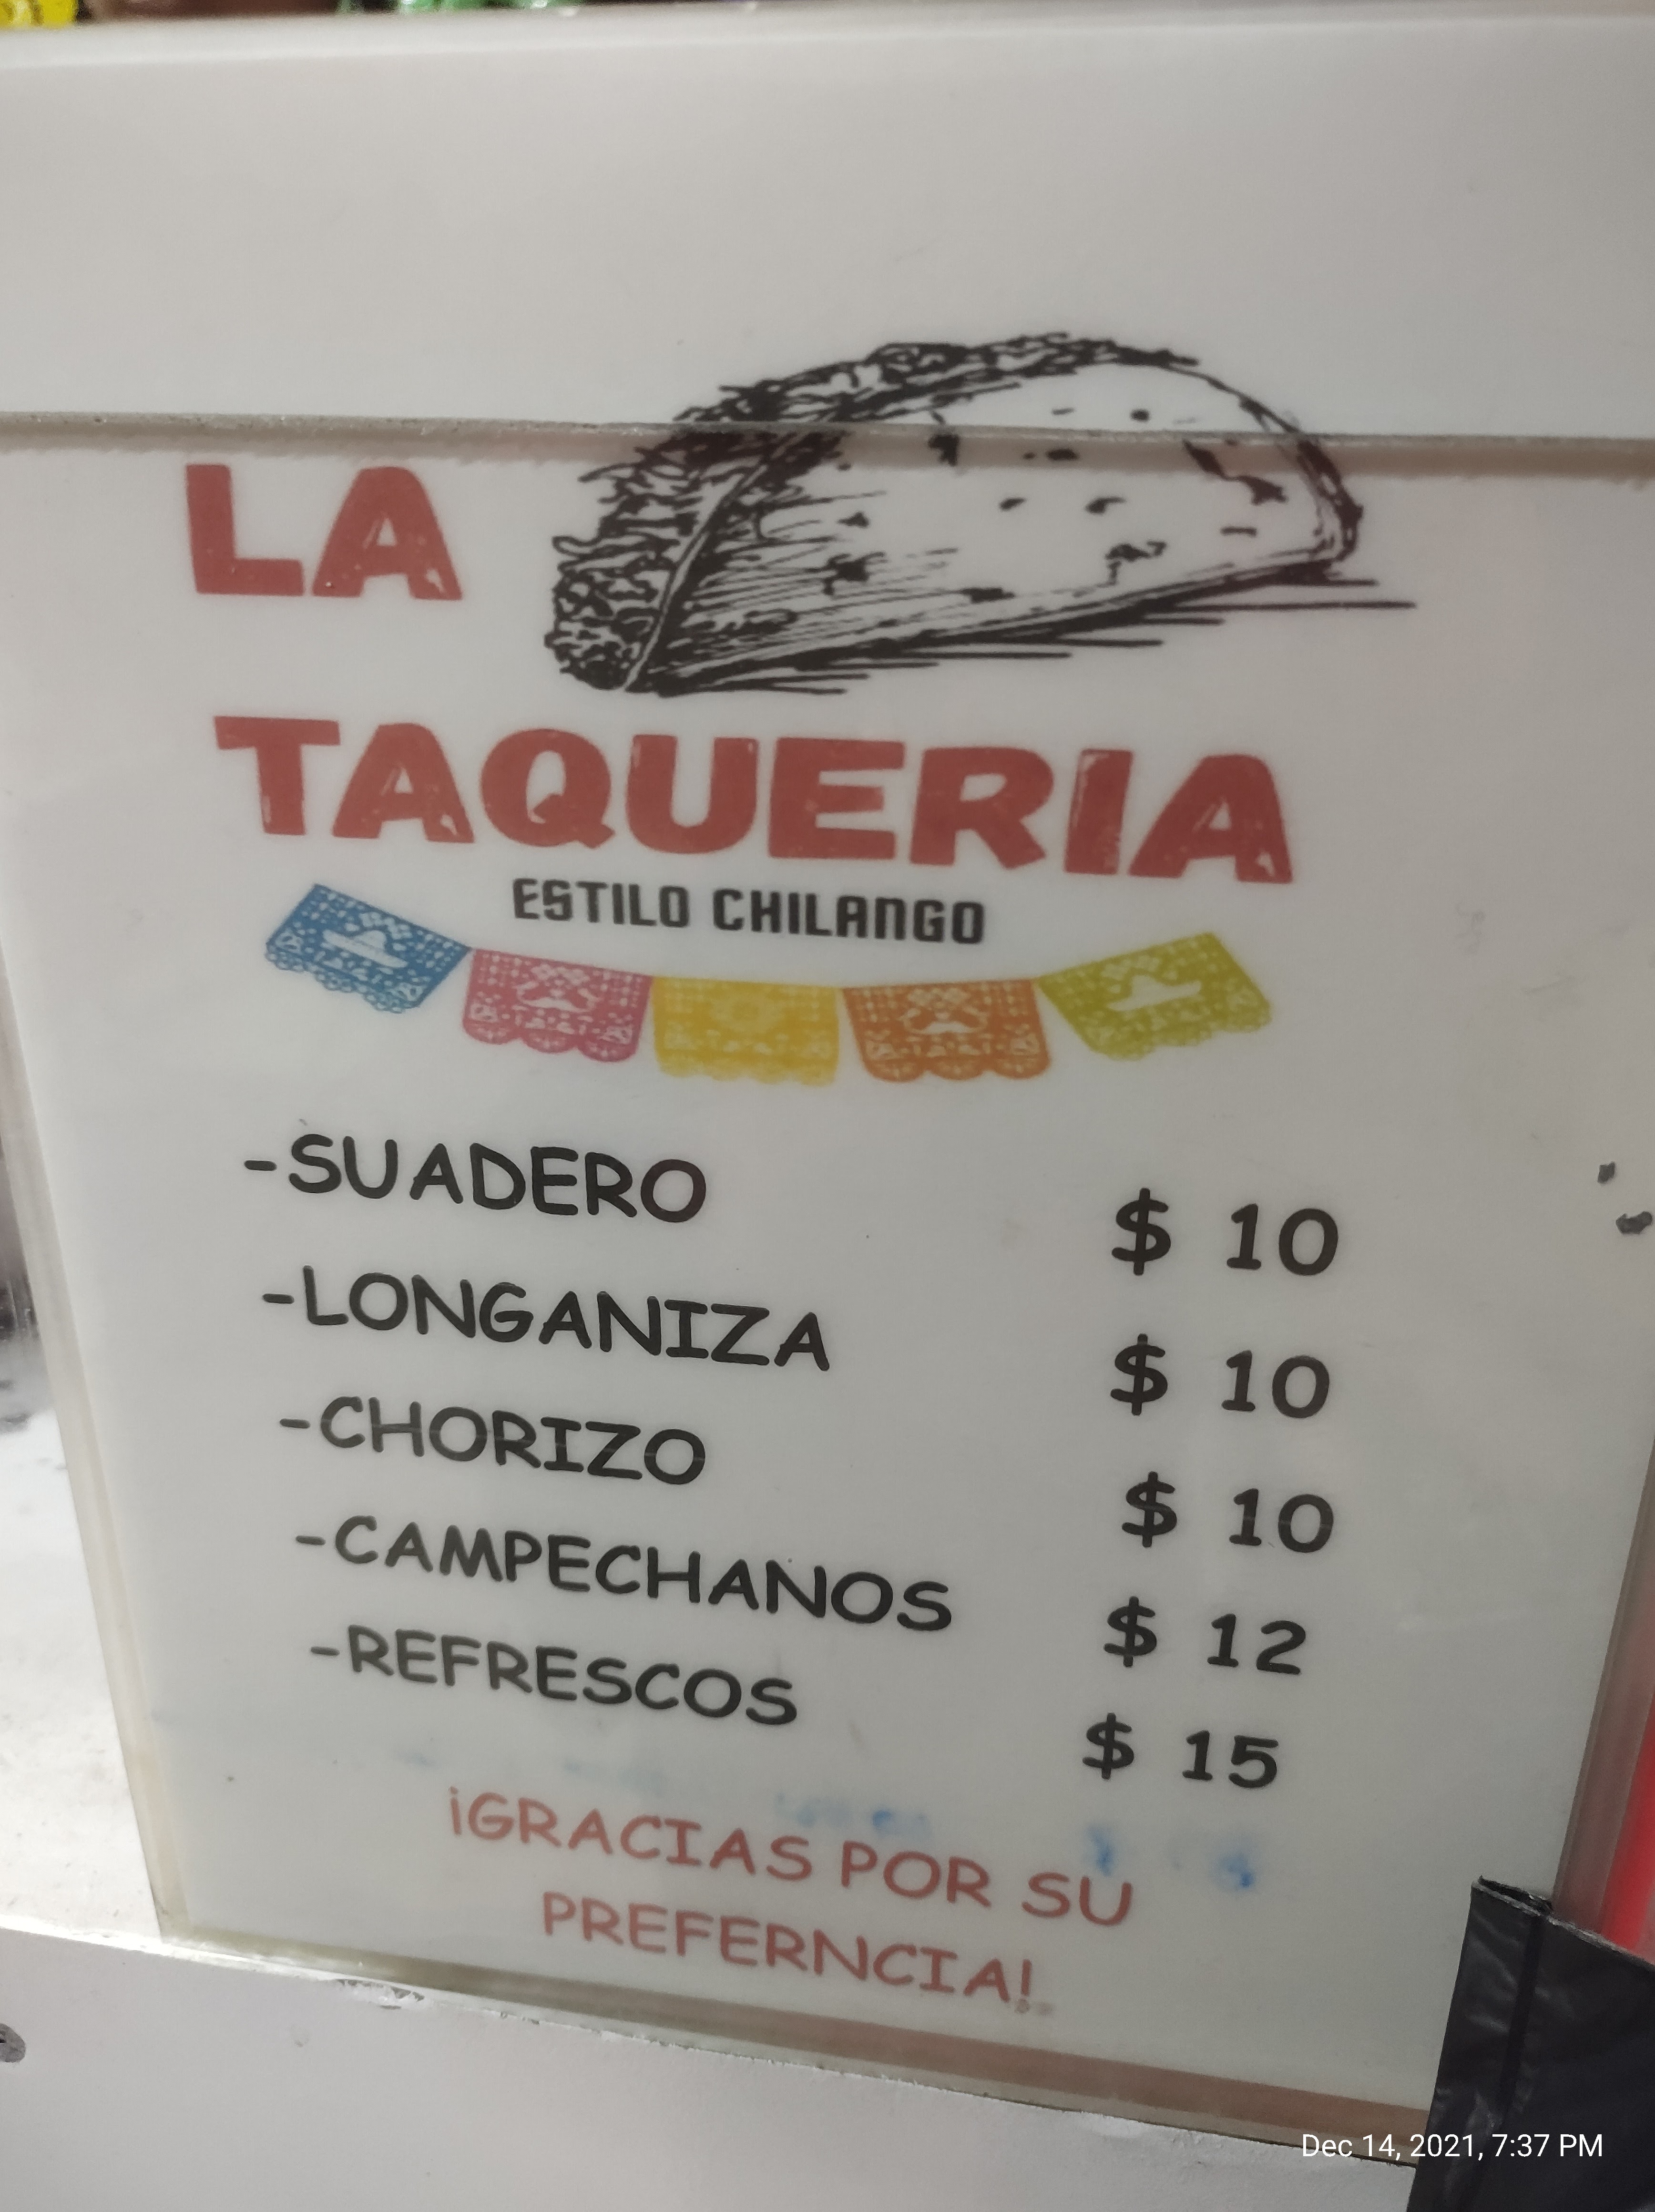 LA
TAQUERIA
ESTILO CHILANGO
-SUADERO $ 10
-LONGANIZA $ 10
-CHORIZO $ 10
-CAMPECHANOS $ 12
-REFRESCOS $ 15
¡GRACIAS POR SU
PREFERNCIA!
Dec 14, 2021, 7:37 PM